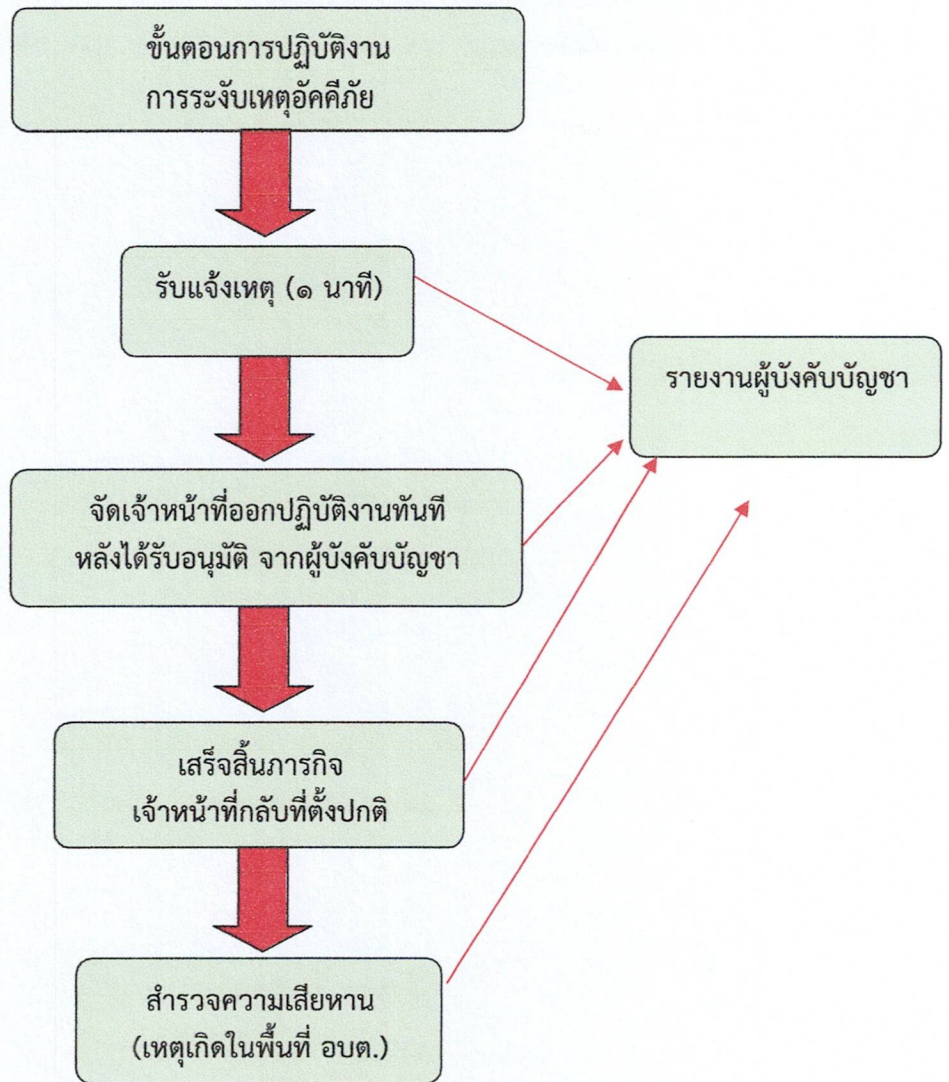 ขั้นตอนการปฏิบัติงาน
การระงับเหตุอัคคีภัย
รับแจ้งเหตุ (๑ นาที)
รายงานผู้บังคับบัญชา
จัดเจ้าหน้าที่ออกปฏิบัติงานทันที
หลังได้รับอนุมัติ จากผู้บังคับบัญชา
เสร็จสิ้นภารกิจ
เจ้าหน้าที่กลับที่ตั้งปกติ
สำรวจความเสียหาน
(เหตุเกิดในพื้นที่ อบต.)